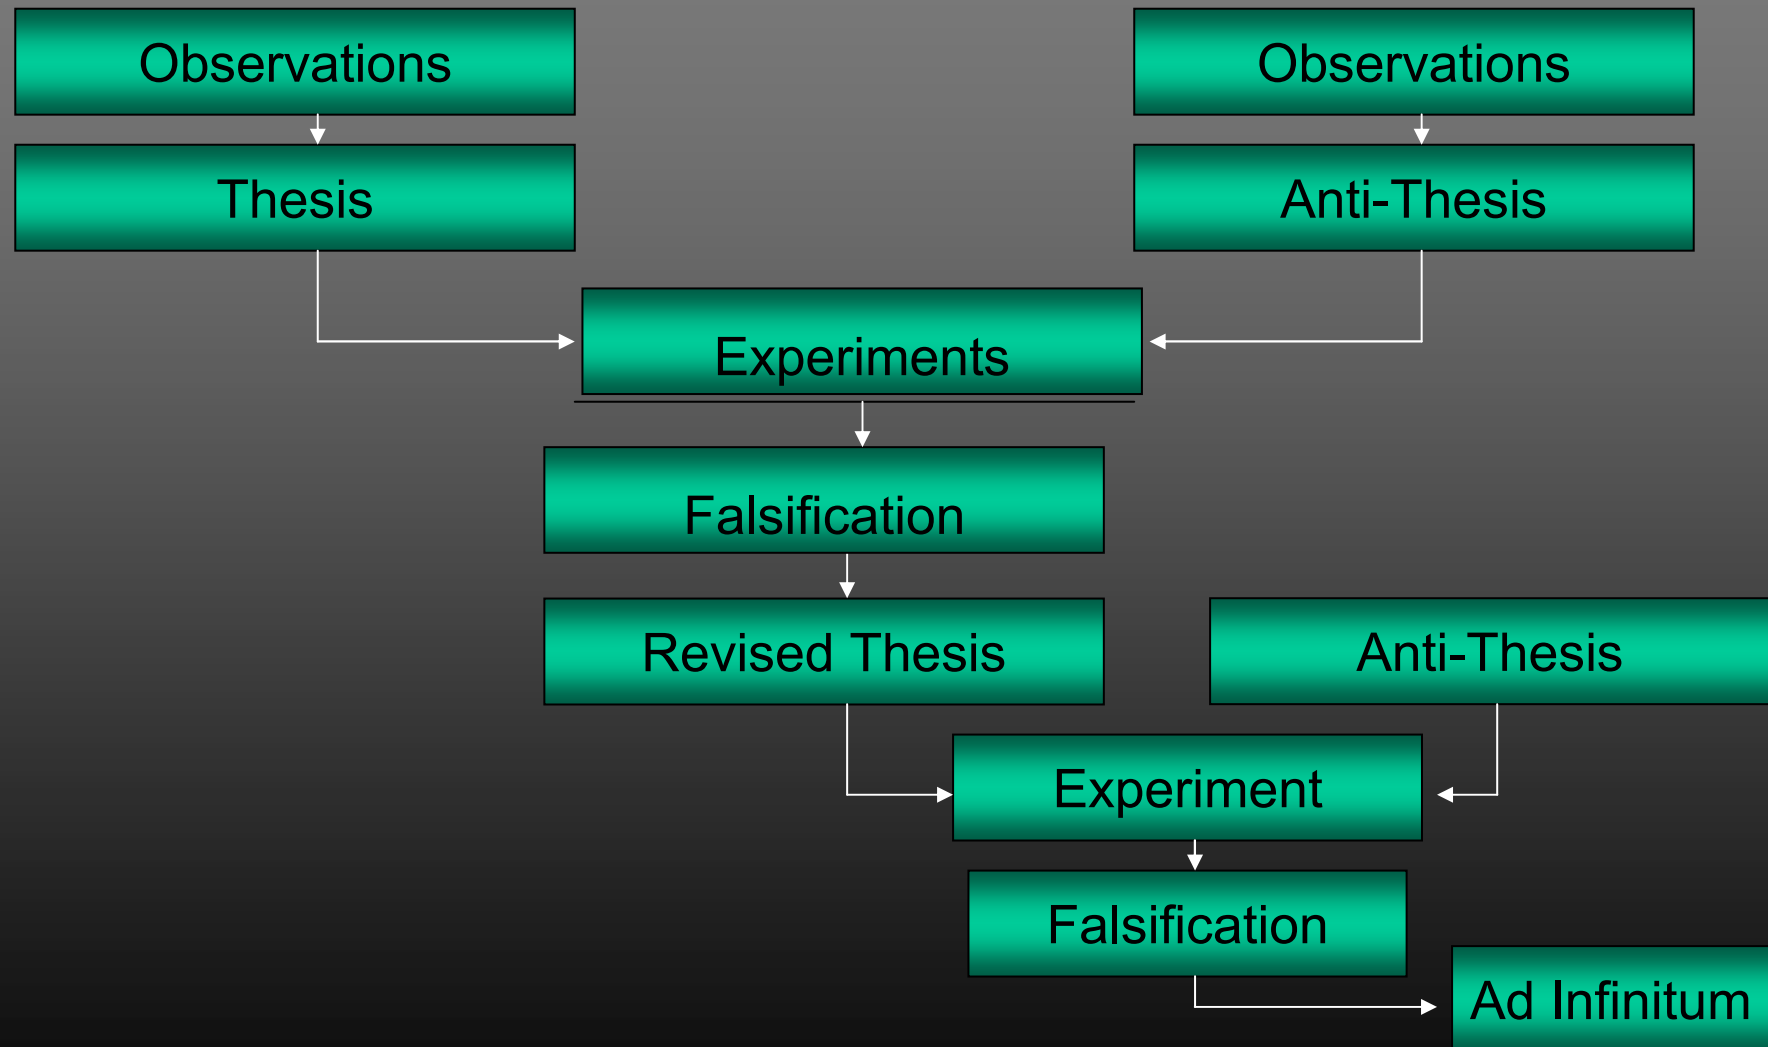 Observations
Observations
Thesis
Anti-Thesis
Experiments
Falsification
Revised Thesis
Anti-Thesis
Experiment
Falsification
Ad Infinitum